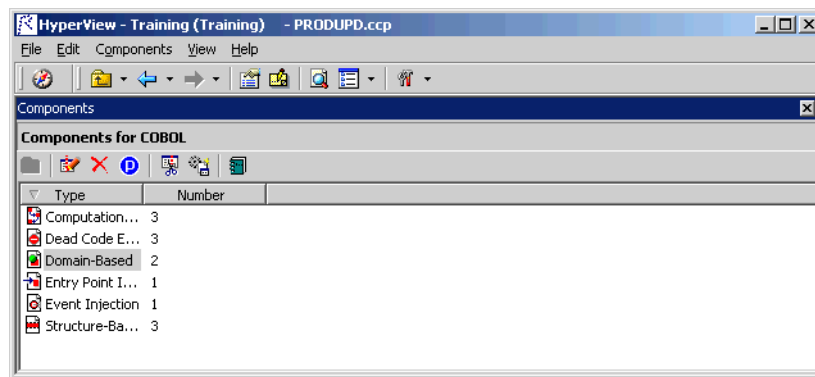 HyperView - Training (Training) - PRODUPD.ccp
File Edit Components View Help
Components
Components for COBOL
Type Number
Computation... 3
Dead Code E... 3
Domain-Based 2
Entry Point I... 1
Event Injection 1
Structure-Ba... 3